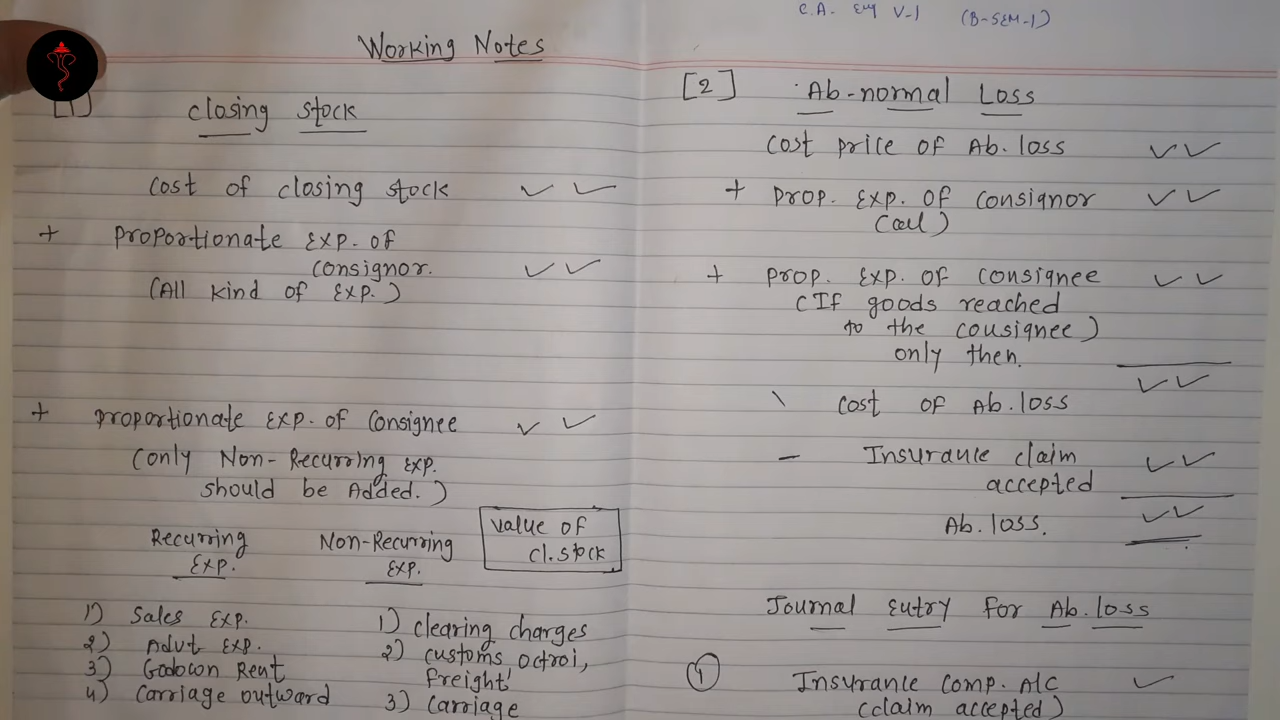 C.A. Eng V-1 (B-SEM-1)
Working Notes
[1] closing stock
cost of closing stock ✓✓
+ Proportionate Exp. of
consignor. ✓✓
(All kind of Exp.)
+ Proportionate Exp. of Consignee ✓✓
(only Non-Recurring Exp.
should be Added.)
value of
cl. stock
Recurring
Exp.
1) Sales Exp.
2) Advt Exp.
3) Godown Rent
4) Carriage outward
Non-Recurring
Exp.
1) clearing charges
2) customs octroi,
freight
3) Carriage
[2] Ab-normal Loss
Cost price of Ab. loss ✓✓
+ Prop. Exp. of consignor ✓✓
(all)
+ Prop. Exp. of consignee ✓✓
(If goods reached
to the consignee)
only then.
✓✓
cost of Ab. loss
- Insurance claim ✓✓
accepted
Ab. loss. ✓✓
Journal entry for Ab. loss
Insurance Comp. A/c ✓
(claim accepted)